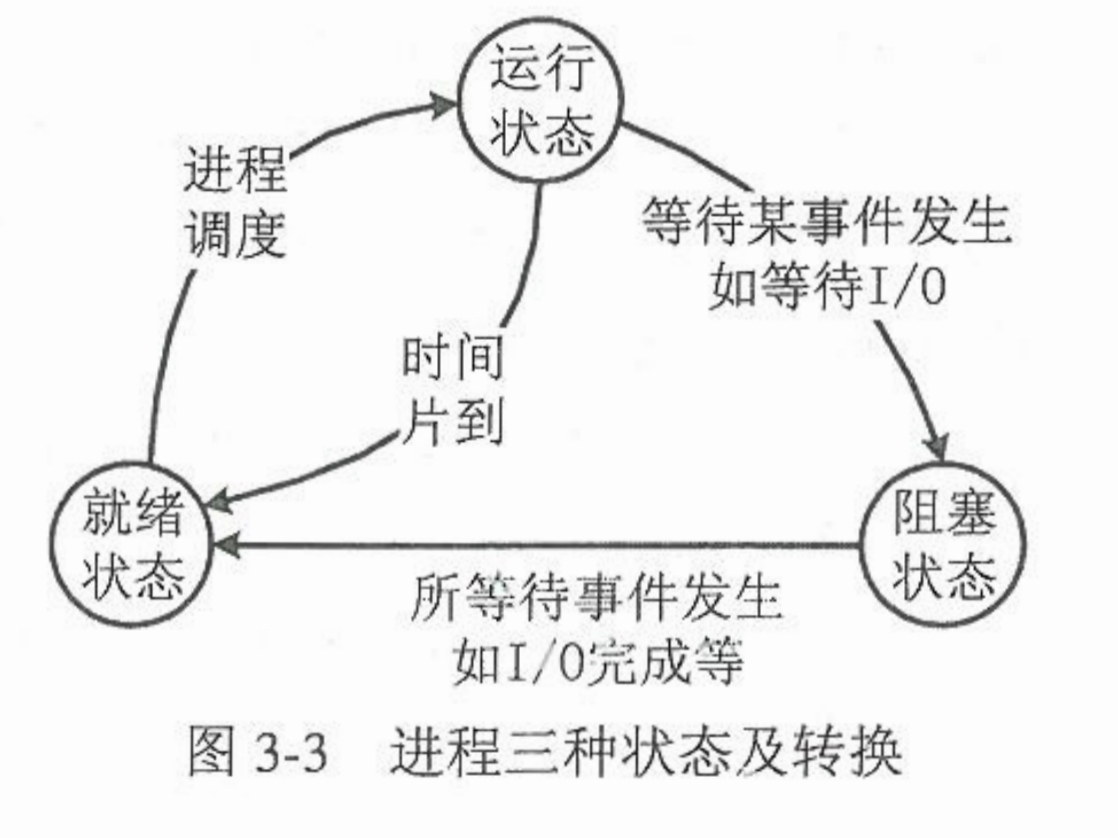 运行
状态
进程
调度
等待某事件发生
如等待I/O
时间
片到
就绪
状态
阻塞
状态
所等待事件发生
如I/O完成等
图 3-3 进程三种状态及转换